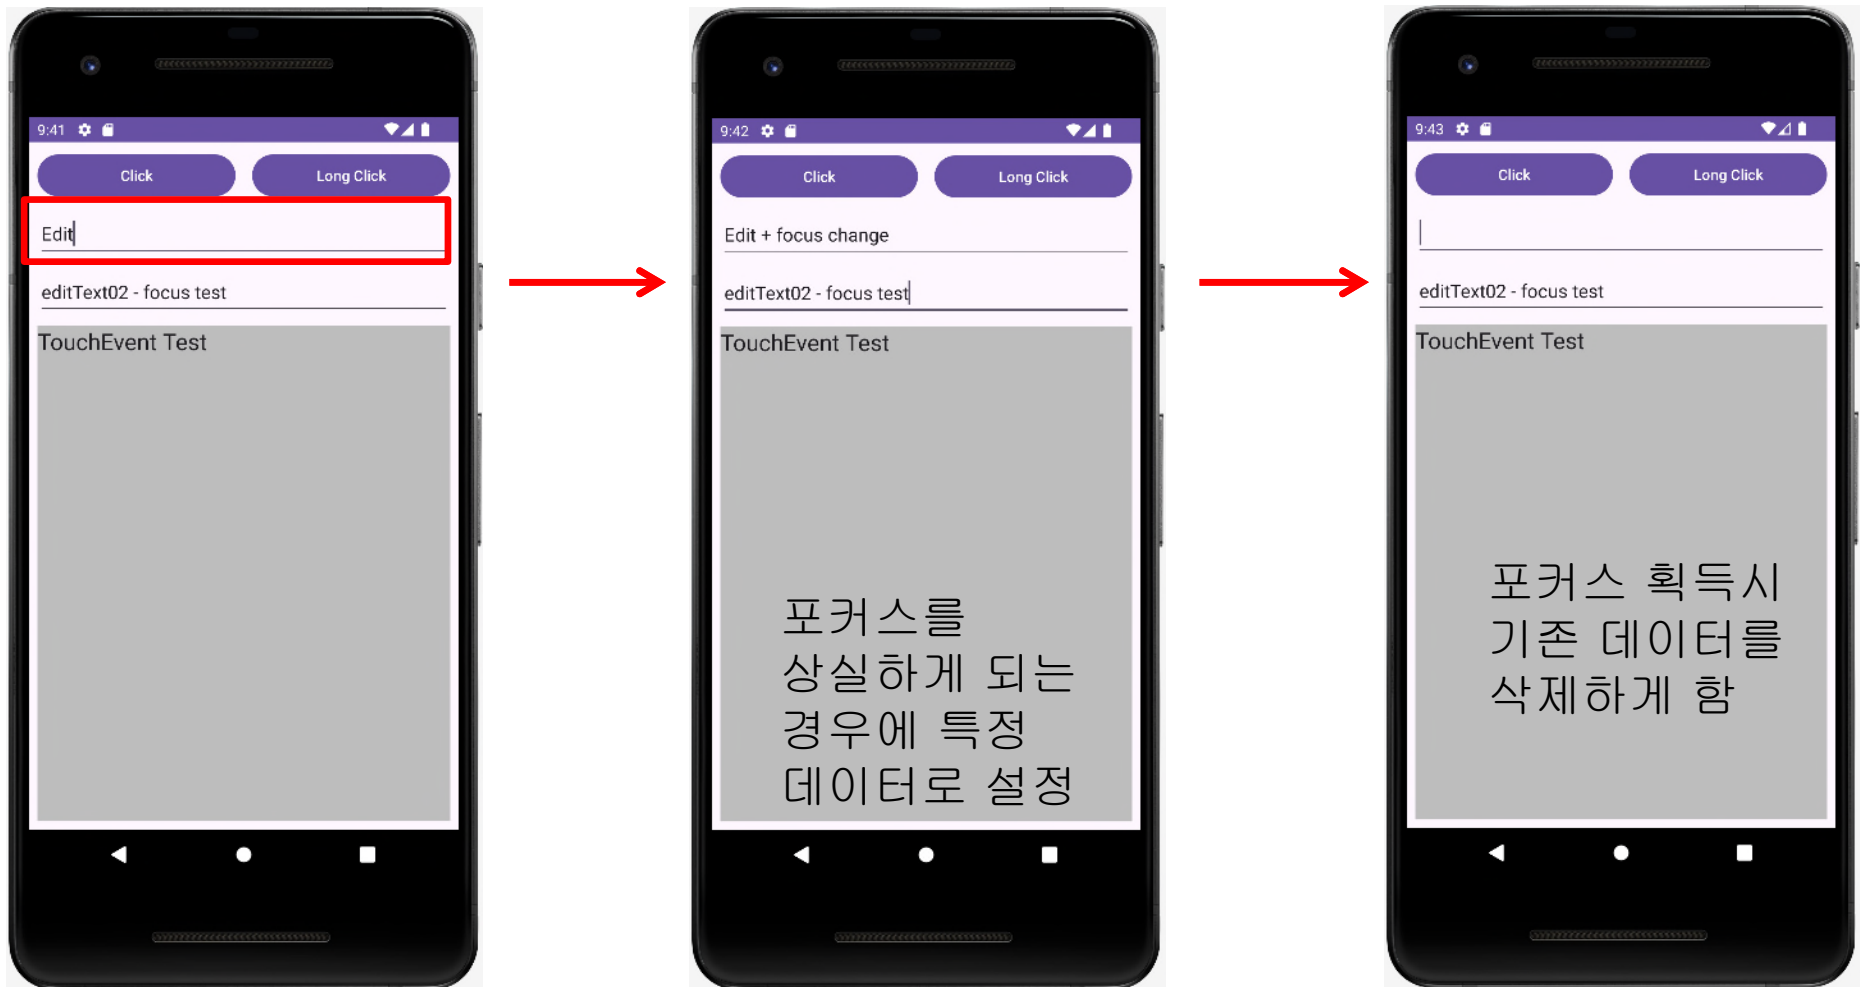 9:41
Click Long Click
Edit
editText02 - focus test
TouchEvent Test
9:42
Click Long Click
Edit + focus change
editText02 - focus test
TouchEvent Test
포커스를
상실하게 되는
경우에 특정
데이터로 설정
9:43
Click Long Click
editText02 - focus test
TouchEvent Test
포커스 획득시
기존 데이터를
삭제하게 함